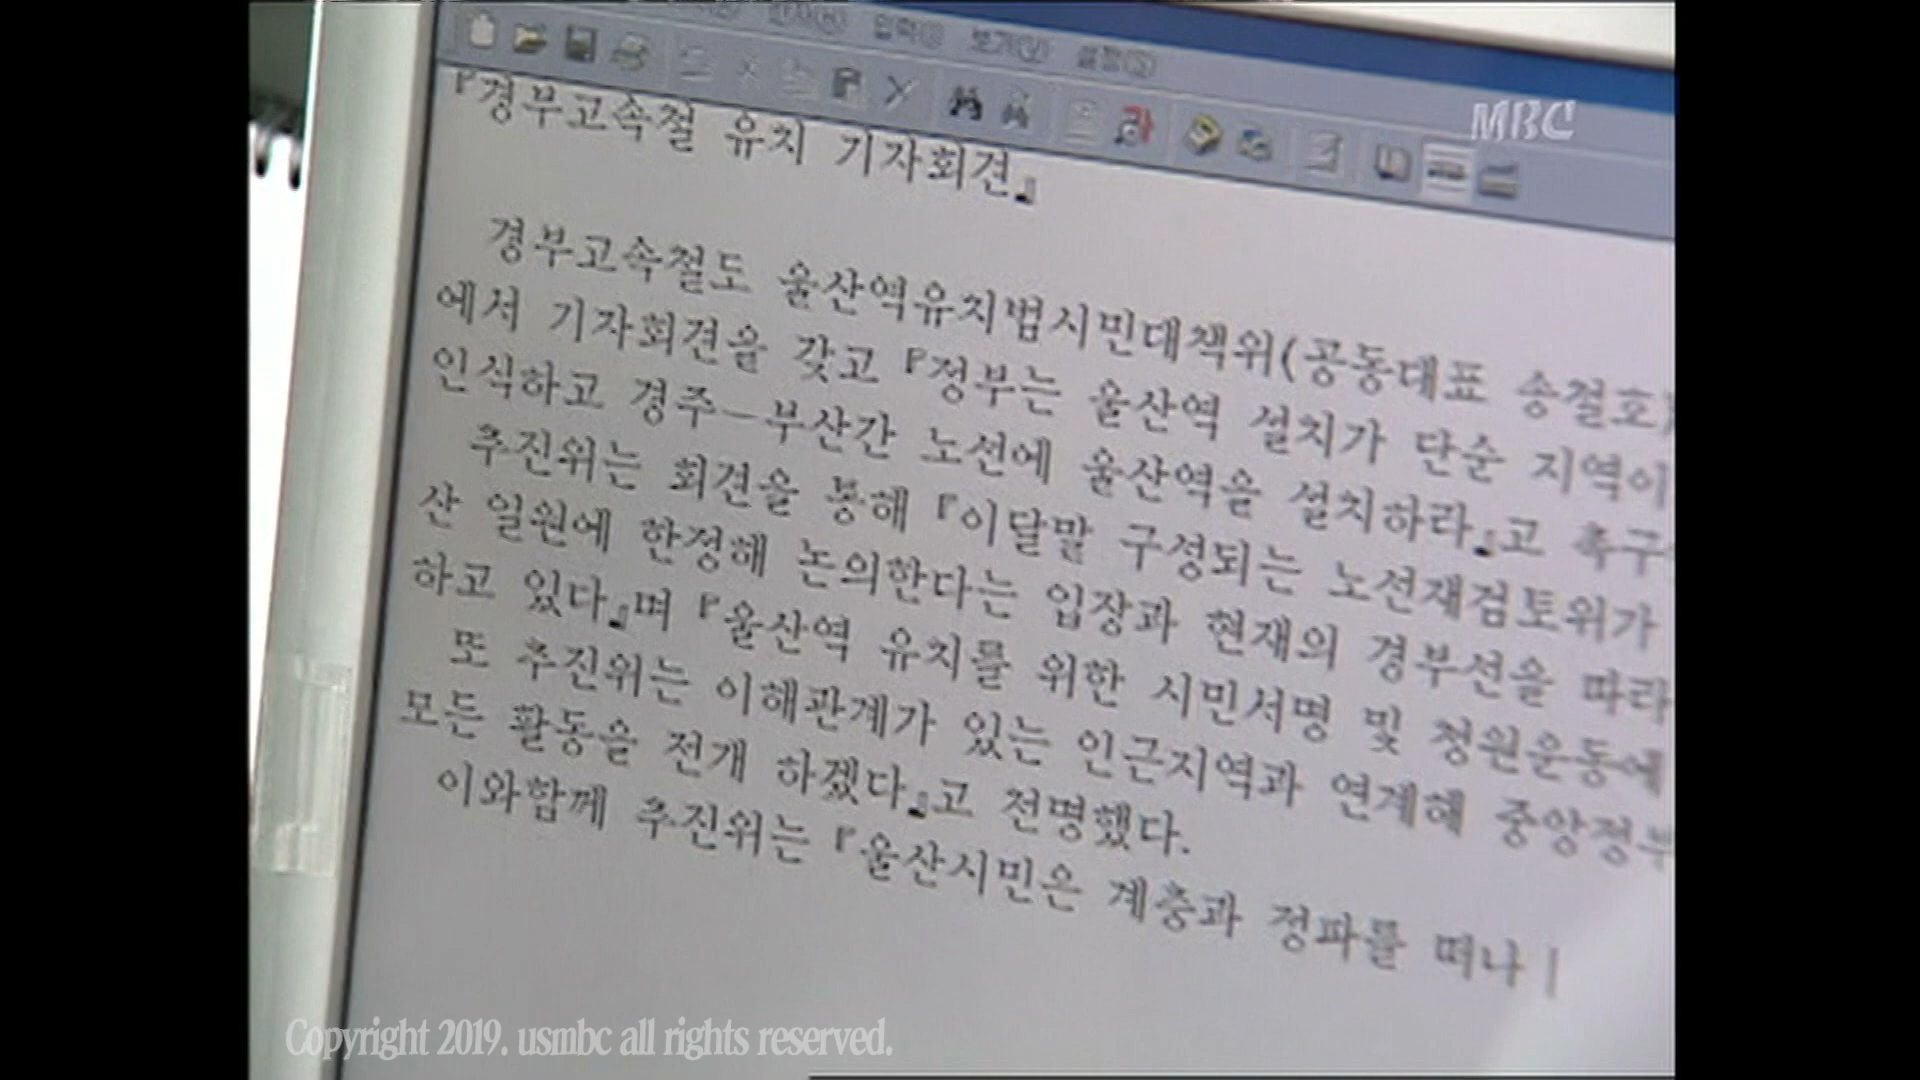 입력 보기 설정
MBC
『경부고속철 유치 기자회견』
경부고속철도 울산역유치범시민대책위(공동대표 송철호)
에서 기자회견을 갖고 『정부는 울산역 설치가 단순 지역이
인식하고 경주-부산간 노선에 울산역을 설치하라』고 촉구
추진위는 회견을 통해 『이달말 구성되는 노선재검토위가
산 일원에 한정해 논의한다는 입장과 현재의 경부선을 따라
하고 있다』며 『울산역 유치를 위한 시민서명 및 청원운동에
또 추진위는 이해관계가 있는 인근지역과 연계해 중앙정부
모든 활동을 전개 하겠다』고 천명했다.
이와함께 추진위는 『울산시민은 계층과 정파를 떠나
Copyright 2019. usmbc all rights reserved.